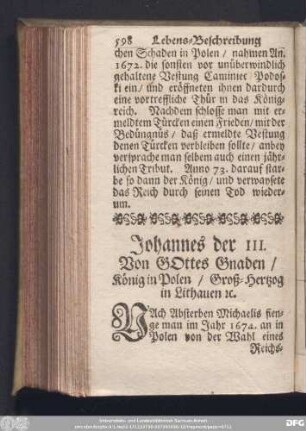 598 Lebens-Beschreibung
chen Schaden in Polen / nahmen An.
1672. die sonsten vor unüberwindlich
gehaltene Vestung Caminiec Podos-
ki ein / und eröffneten ihnen dardurch
eine vortreffliche Thür in das König-
reich. Nachdem schlosse man mit er-
meldtem Türcken einen Frieden / mit der
Bedüngnüs / daß ermeldte Vestung
denen Türcken verbleiben sollte / anbey
versprache man selbem auch einen jähr-
lichen Tribut. Anno 73. darauf star-
be so dann der König / und verwaysete
das Reich durch seinen Tod wieder-
um.
Johannes der III.
Von GOttes Gnaden /
König in Polen / Groß-Hertzog
in Lithauen ꝛc.
NAch Absterben Michaelis fien-
ge man im Jahr 1674. an in
Polen von der Wahl eines
Reichs-
DFG